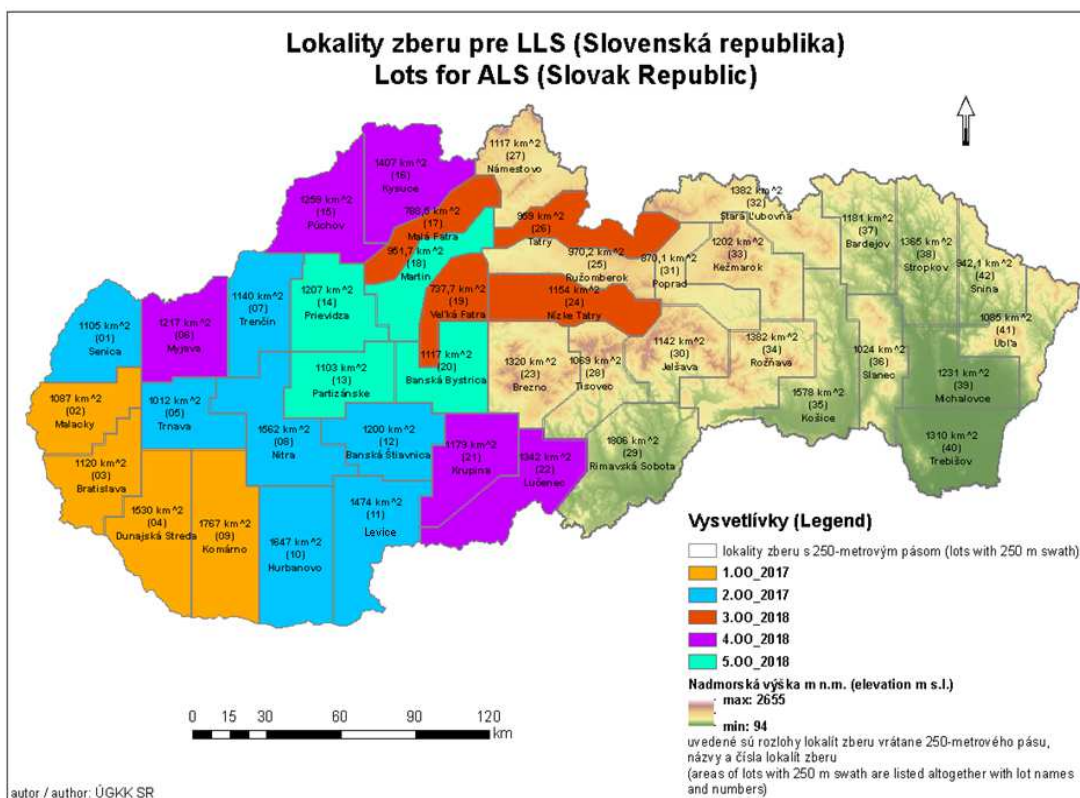 Lokality zberu pre LLS (Slovenská republika)
Lots for ALS (Slovak Republic)
1117 km^2
(27)
Námestovo
1407 km^2
(16)
Kysuce
1259 km^2
(15)
Púchov
788,6 km^2
(17)
Malá Fatra
951,7 km^2
(18)
Martin
959 km^2
(26)
Tatry
1382 km^2
(32)
Stará Ľubovňa
1181 km^2
(37)
Bardejov
1365 km^2
(38)
Stropkov
942,1 km^2
(42)
Snina
1202 km^2
(33)
Kežmarok
970,2 km^2
(25)
Ružomberok
870,1 km^2
(31)
Poprad
1154 km^2
(24)
Nízke Tatry
737,7 km^2
(19)
Veľká Fatra
1207 km^2
(14)
Prievidza
1140 km^2
(07)
Trenčín
1105 km^2
(01)
Senica
1217 km^2
(06)
Myjava
1085 km^2
(41)
Ubľa
1024 km^2
(36)
Slanec
1382 km^2
(34)
Rožňava
1142 km^2
(30)
Jelšava
1069 km^2
(28)
Tisovec
1320 km^2
(23)
Brezno
1117 km^2
(20)
Banská Bystrica
1103 km^2
(13)
Partizánske
1231 km^2
(39)
Michalovce
1578 km^2
(35)
Košice
1087 km^2
(02)
Malacky
1012 km^2
(05)
Trnava
1562 km^2
(08)
Nitra
1200 km^2
(12)
Banská Štiavnica
1179 km^2
(21)
Krupina
1342 km^2
(22)
Lučenec
1806 km^2
(29)
Rimavská Sobota
1310 km^2
(40)
Trebišov
1120 km^2
(03)
Bratislava
1530 km^2
(04)
Dunajská Streda
1767 km^2
(09)
Komárno
1647 km^2
(10)
Hurbanovo
1474 km^2
(11)
Levice
Vysvetlívky (Legend)
lokality zberu s 250-metrovým pásom (lots with 250 m swath)
1.OO_2017
2.OO_2017
3.OO_2018
4.OO_2018
5.OO_2018
Nadmorská výška m n.m. (elevation m s.l.)
max: 2655
min: 94
uvedené sú rozlohy lokalít zberu vrátane 250-metrového pásu,
názvy a čísla lokalít zberu
(areas of lots with 250 m swath are listed altogether with lot names
and numbers)
0 15 30 60 90 120
km
autor / author: ÚGKK SR